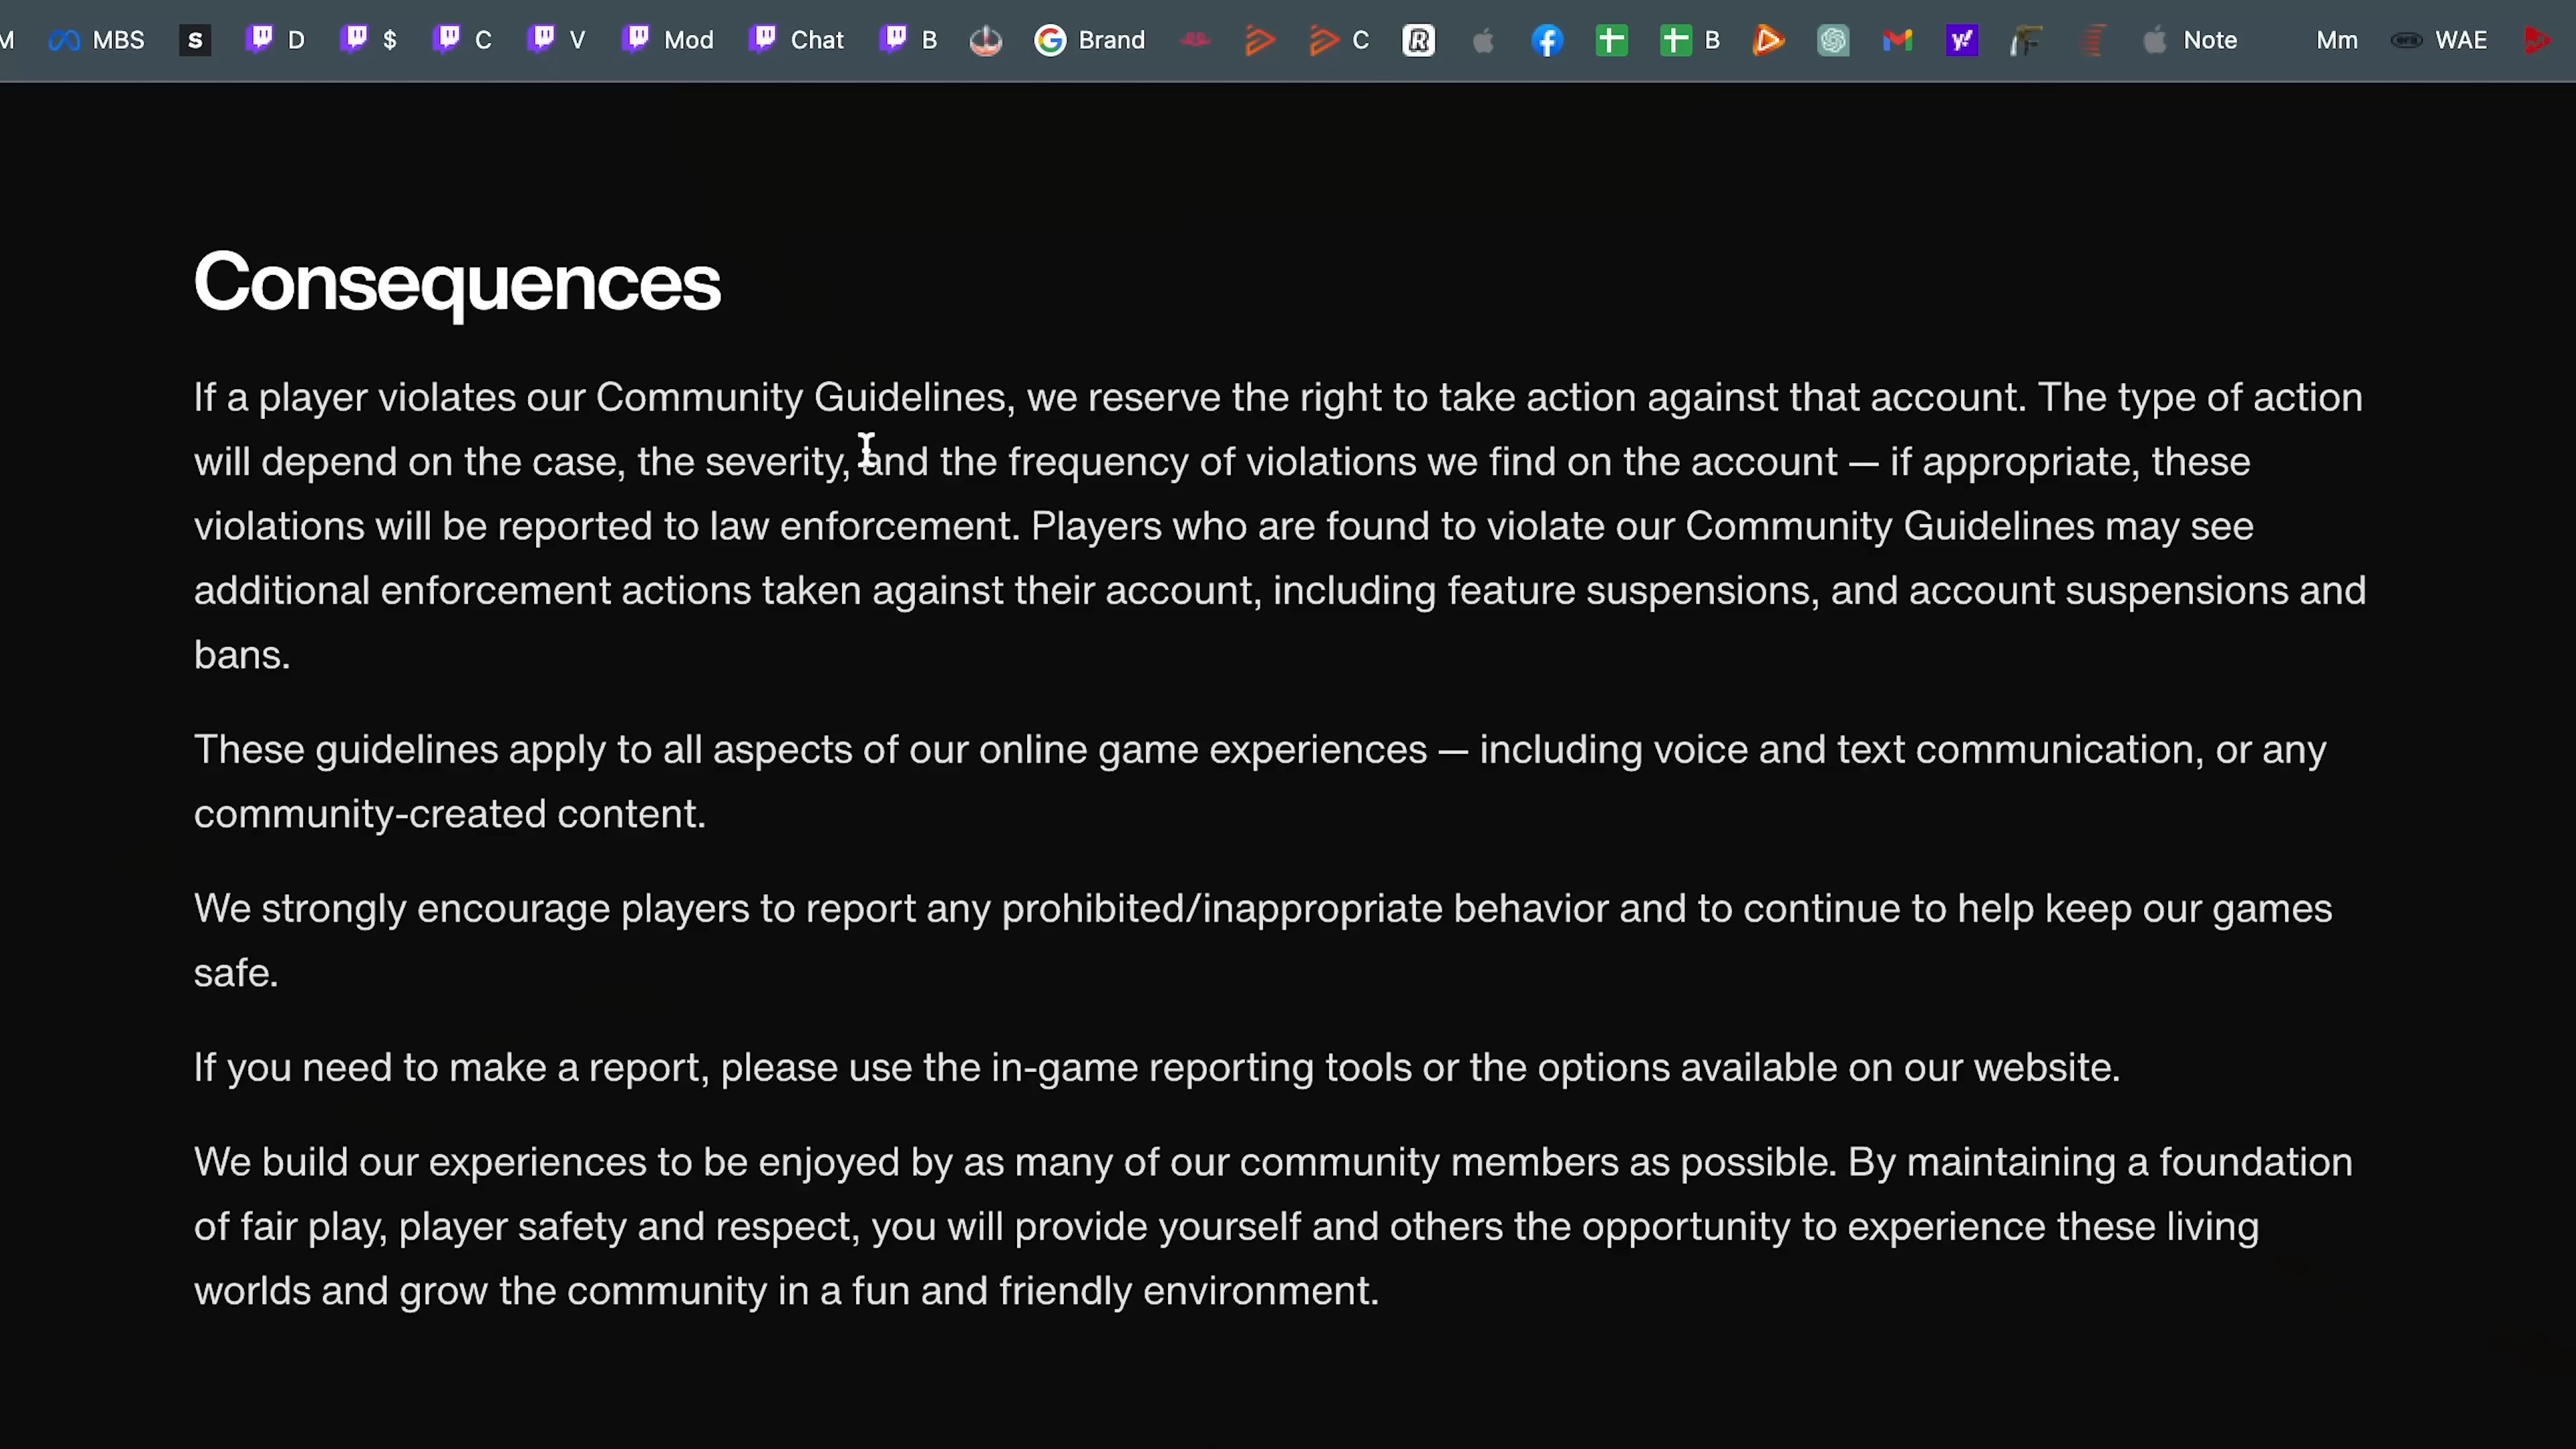 M MBS S D $ C V Mod Chat B Brand C R B y! Note Mm WAE
Consequences
If a player violates our Community Guidelines, we reserve the right to take action against that account. The type of action
will depend on the case, the severity, and the frequency of violations we find on the account — if appropriate, these
violations will be reported to law enforcement. Players who are found to violate our Community Guidelines may see
additional enforcement actions taken against their account, including feature suspensions, and account suspensions and
bans.
These guidelines apply to all aspects of our online game experiences — including voice and text communication, or any
community-created content.
We strongly encourage players to report any prohibited/inappropriate behavior and to continue to help keep our games
safe.
If you need to make a report, please use the in-game reporting tools or the options available on our website.
We build our experiences to be enjoyed by as many of our community members as possible. By maintaining a foundation
of fair play, player safety and respect, you will provide yourself and others the opportunity to experience these living
worlds and grow the community in a fun and friendly environment.